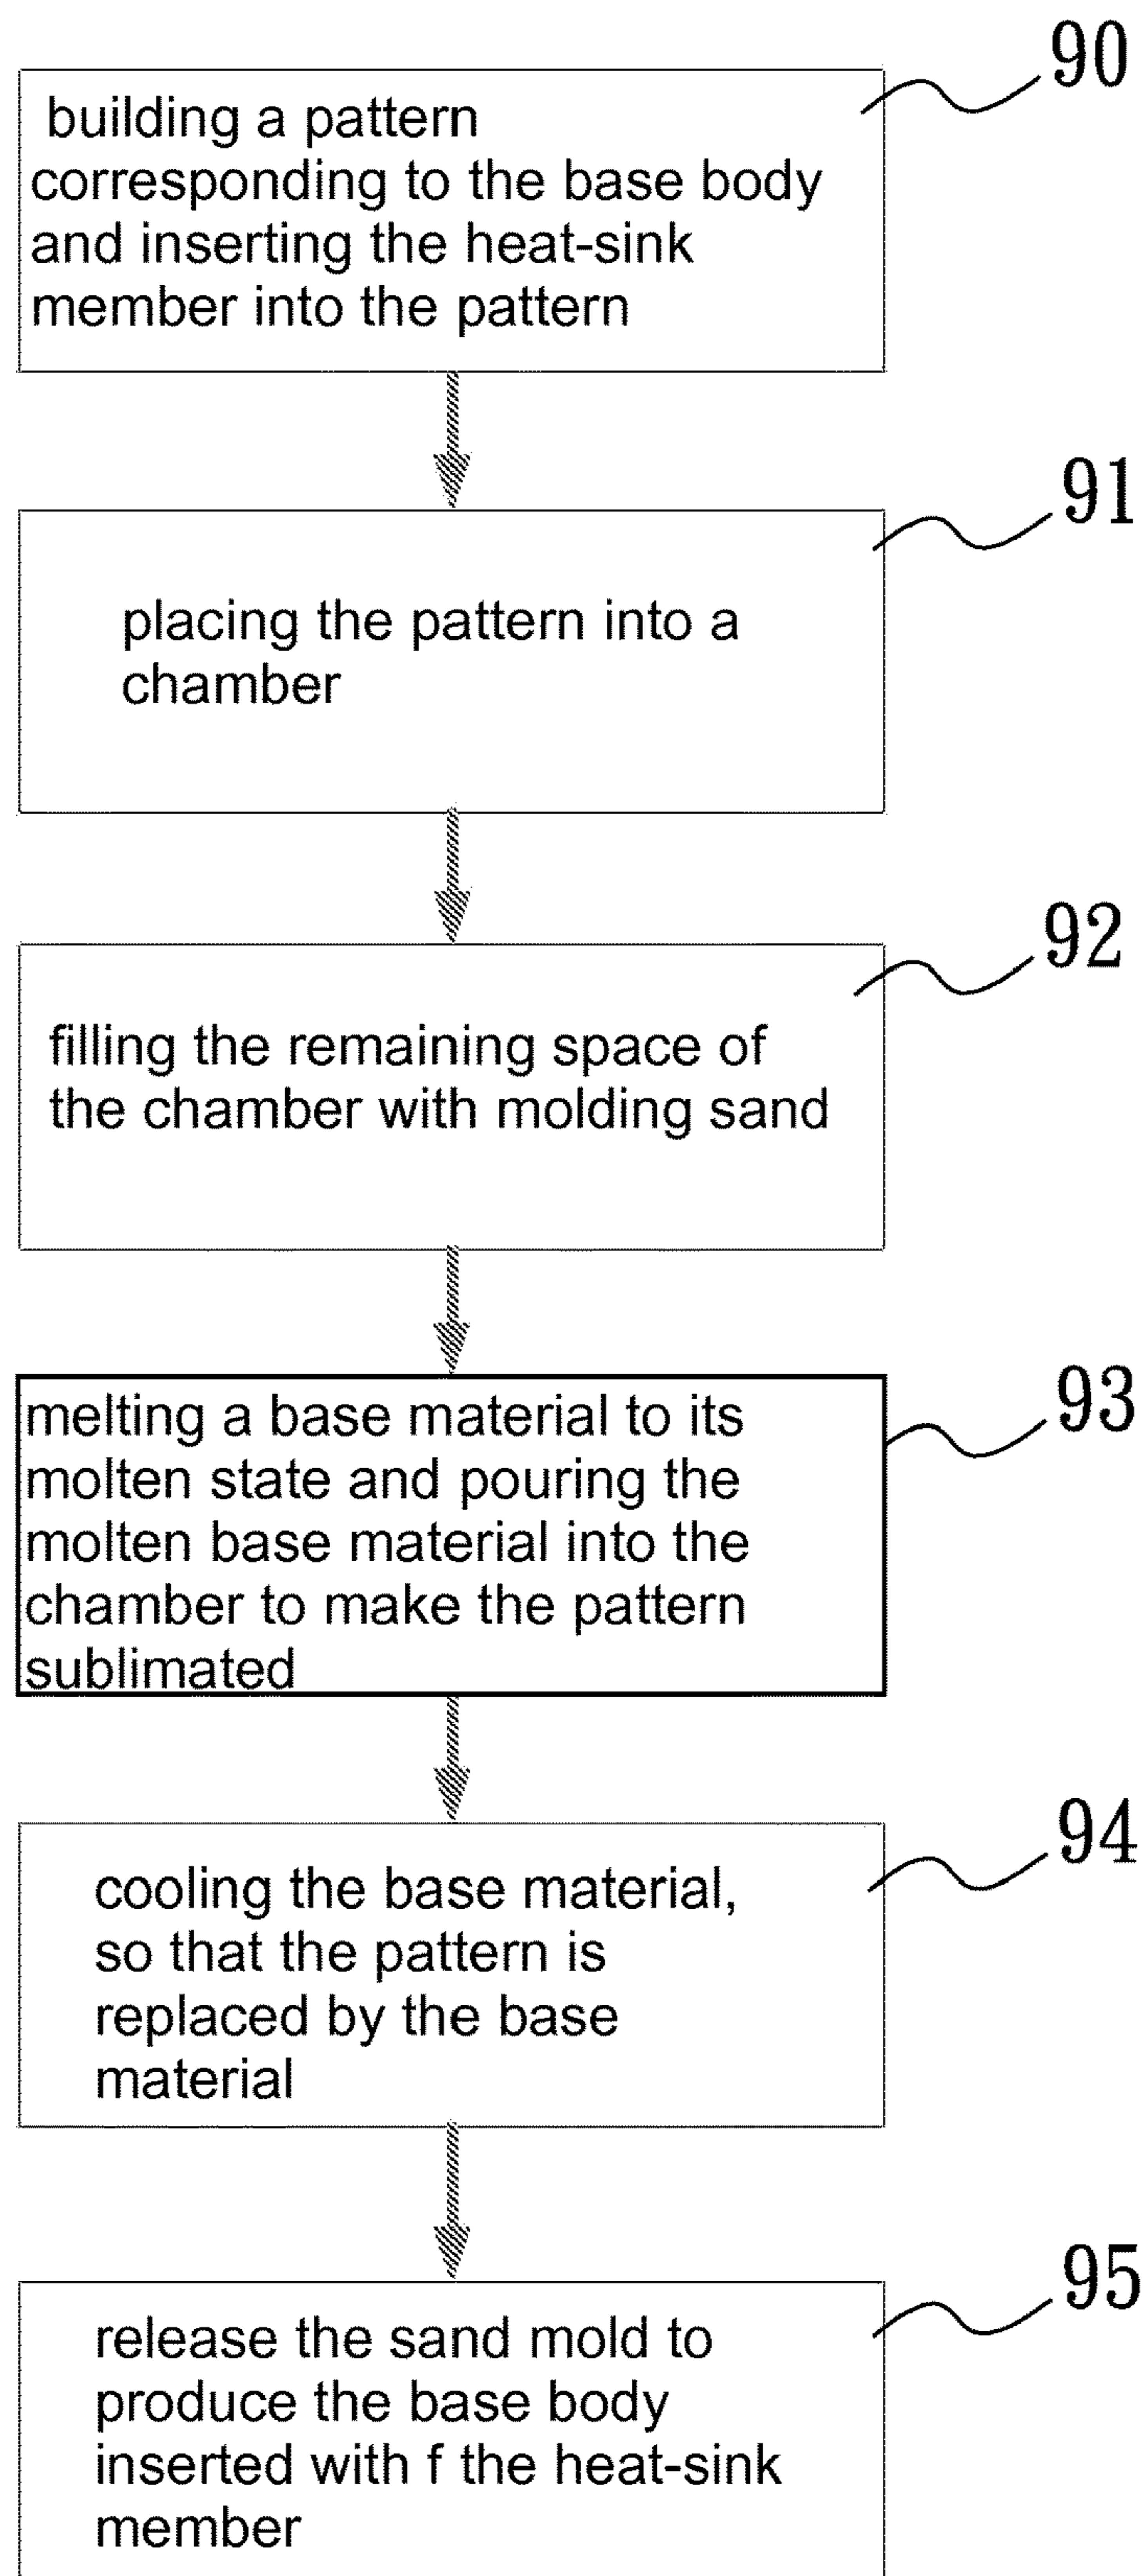 90
building a pattern
corresponding to the base body
and inserting the heat-sink
member into the pattern
91
placing the pattern into a
chamber
92
filling the remaining space of
the chamber with molding sand
93
melting a base material to its
molten state and pouring the
molten base material into the
chamber to make the pattern
sublimated
94
cooling the base material,
so that the pattern is
replaced by the base
material
95
release the sand mold to
produce the base body
inserted with f the heat-sink
member